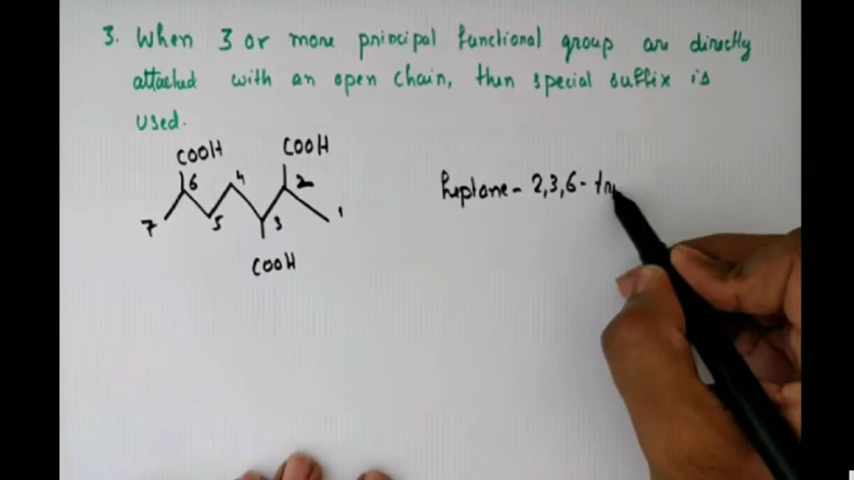 3. When 3 or more principal functional group are directly
attached with an open chain, then special suffix is
used.
COOH COOH
6 4 2
7 5 3 1
COOH
heptane - 2,3,6- tri